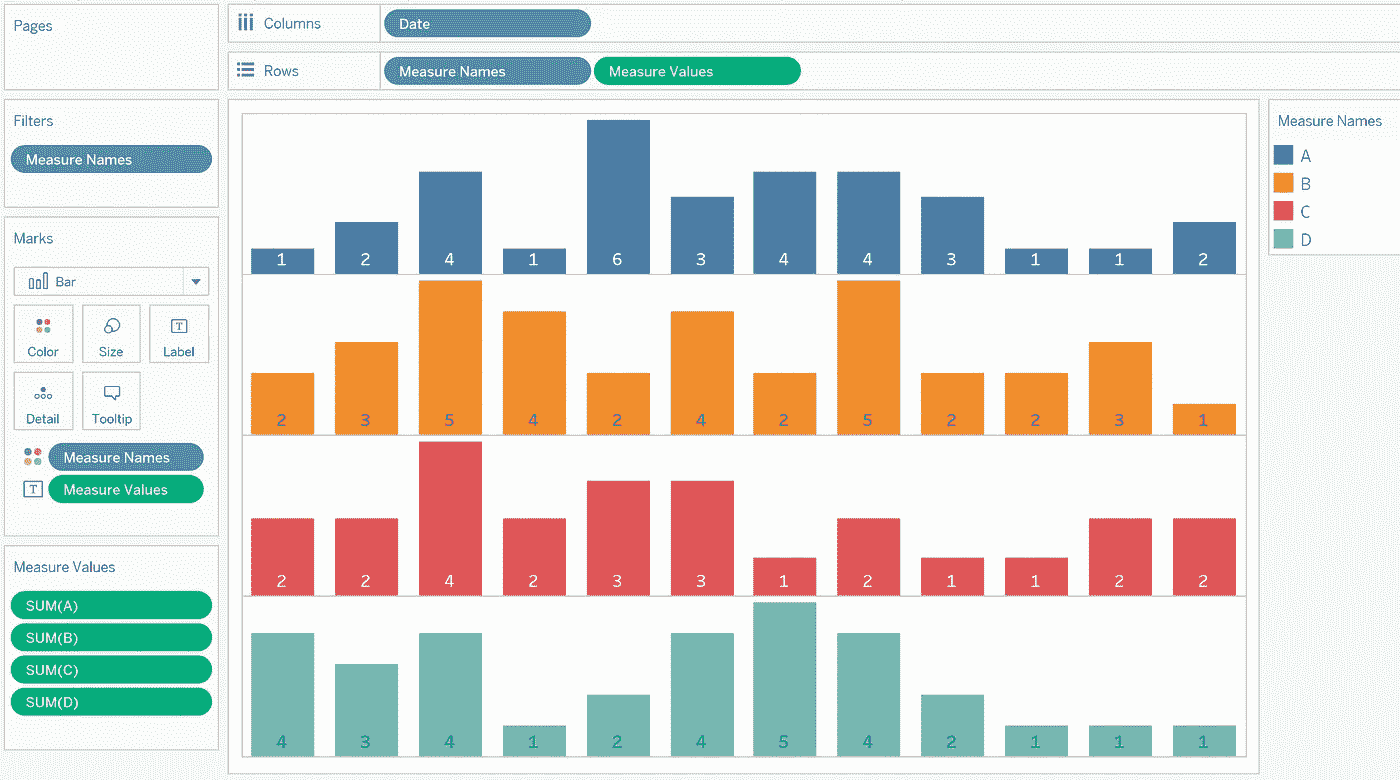 Pages
Columns
Date
Rows
Measure Names
Measure Values
Filters
Measure Names
Marks
Bar
Color
Size
T
Label
Detail
Tooltip
Measure Names
T
Measure Values
Measure Values
SUM(A)
SUM(B)
SUM(C)
SUM(D)
1 2 4 1 6 3 4 4 3 1 1 2
2 3 5 4 2 4 2 5 2 2 3 1
2 2 4 2 3 3 1 2 1 1 2 2
4 3 4 1 2 4 5 4 2 1 1 1
Measure Names
A
B
C
D